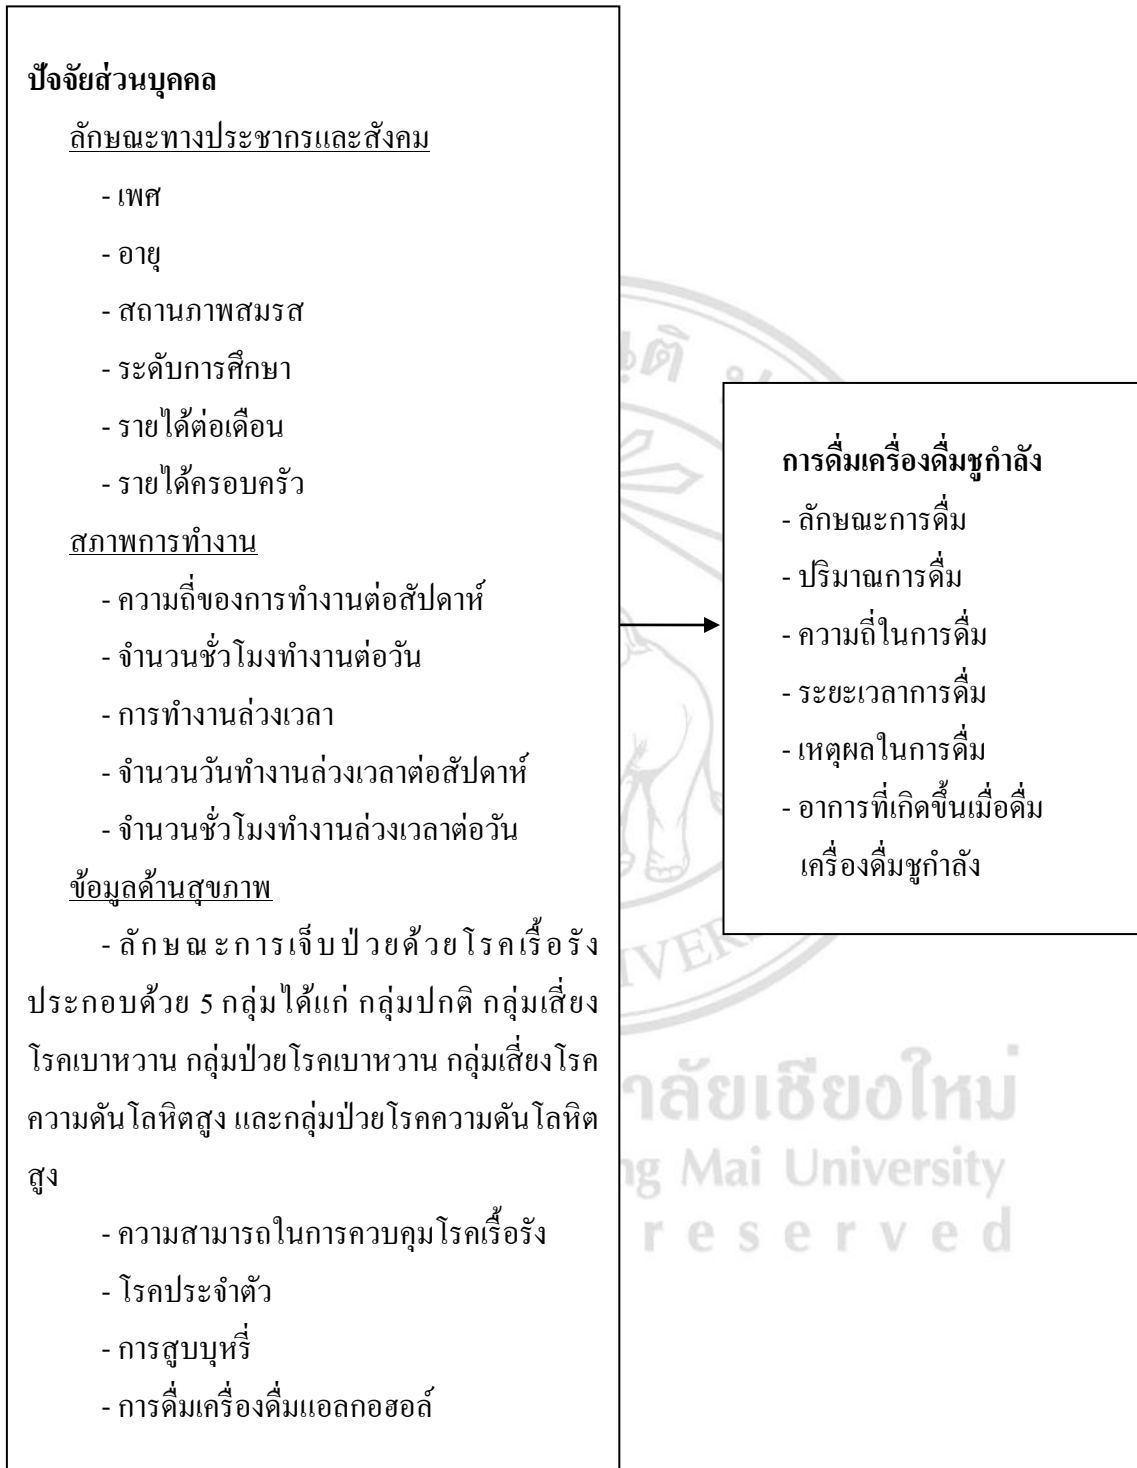 ปัจจัยส่วนบุคคล
ลักษณะทางประชากรและสังคม
- เพศ
- อายุ
- สถานภาพสมรส
- ระดับการศึกษา
- รายได้ต่อเดือน
- รายได้ครอบครัว
สภาพการทำงาน
- ความถี่ของการทำงานต่อสัปดาห์
- จำนวนชั่วโมงทำงานต่อวัน
- การทำงานล่วงเวลา
- จำนวนวันทำงานล่วงเวลาต่อสัปดาห์
- จำนวนชั่วโมงทำงานล่วงเวลาต่อวัน
ข้อมูลด้านสุขภาพ
- ลักษณะการเจ็บป่วยด้วยโรคเรื้อรัง
ประกอบด้วย 5 กลุ่มได้แก่ กลุ่มปกติ กลุ่มเสี่ยง
โรคเบาหวาน กลุ่มป่วยโรคเบาหวาน กลุ่มเสี่ยงโรค
ความดันโลหิตสูง และกลุ่มป่วยโรคความดันโลหิต
สูง
- ความสามารถในการควบคุมโรคเรื้อรัง
- โรคประจำตัว
- การสูบบุหรี่
- การดื่มเครื่องดื่มแอลกอฮอล์
การดื่มเครื่องดื่มชูกำลัง
- ลักษณะการดื่ม
- ปริมาณการดื่ม
- ความถี่ในการดื่ม
- ระยะเวลาการดื่ม
- เหตุผลในการดื่ม
- อาการที่เกิดขึ้นเมื่อดื่ม
เครื่องดื่มชูกำลัง
าลัยเชียงใหม่
ng Mai University
reserved